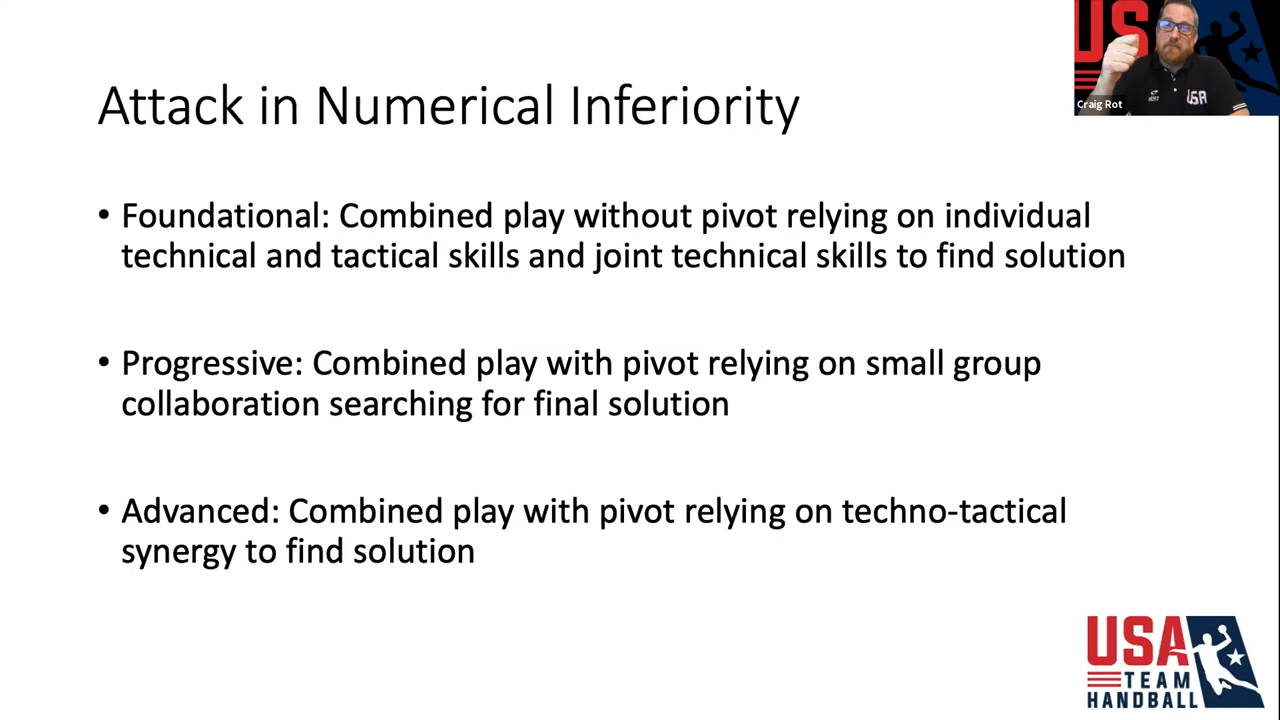 US
USA
Craig Rot
Attack in Numerical Inferiority
• Foundational: Combined play without pivot relying on individual
technical and tactical skills and joint technical skills to find solution
• Progressive: Combined play with pivot relying on small group
collaboration searching for final solution
• Advanced: Combined play with pivot relying on techno-tactical
synergy to find solution
USA
TEAM
HANDBALL